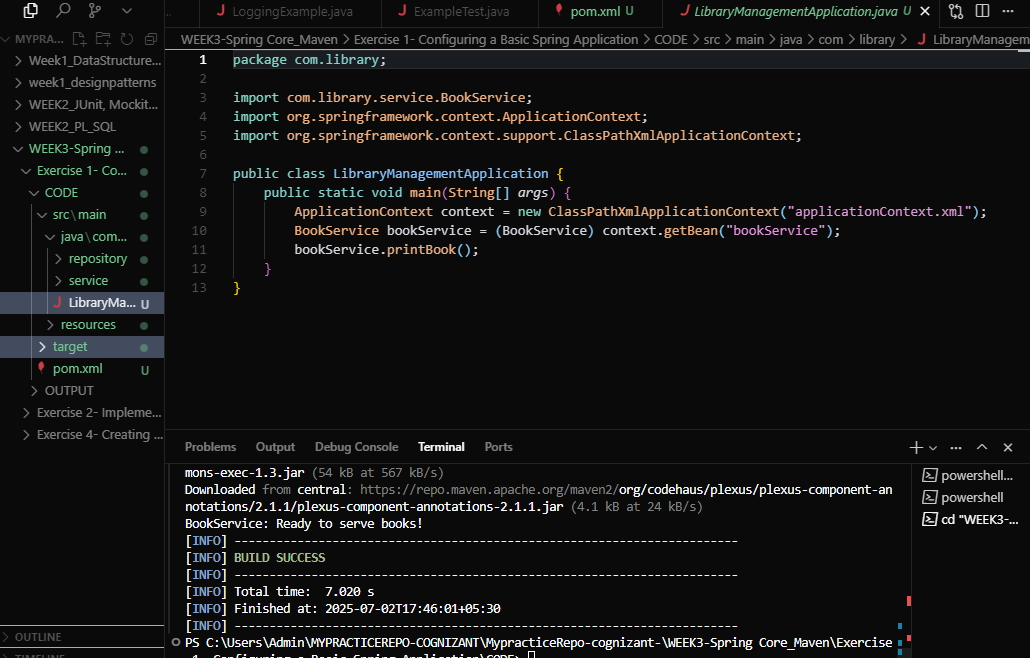 LoggingExample.java
ExampleTest.java
pom.xml U
LibraryManagementApplication.java U
MYPRA...
Week1_DataStructure...
week1_designpatterns
WEEK2_JUnit, Mockit...
WEEK2_PL_SQL
WEEK3-Spring ...
Exercise 1- Co...
CODE
src\main
java\com...
repository
service
LibraryMa... U
resources
target
pom.xml U
OUTPUT
Exercise 2- Impleme...
Exercise 4- Creating ...
OUTLINE
TIMELINE
WEEK3-Spring Core_Maven > Exercise 1- Configuring a Basic Spring Application > CODE > src > main > java > com > library > LibraryManagem
1 package com.library;
2
3 import com.library.service.BookService;
4 import org.springframework.context.ApplicationContext;
5 import org.springframework.context.support.ClassPathXmlApplicationContext;
6
7 public class LibraryManagementApplication {
8 public static void main(String[] args) {
9 ApplicationContext context = new ClassPathXmlApplicationContext("applicationContext.xml");
10 BookService bookService = (BookService) context.getBean("bookService");
11 bookService.printBook();
12 }
13 }
Problems Output Debug Console Terminal Ports
mons-exec-1.3.jar (54 kB at 567 kB/s)
Downloaded from central: https://repo.maven.apache.org/maven2/org/codehaus/plexus/plexus-component-an
notations/2.1.1/plexus-component-annotations-2.1.1.jar (4.1 kB at 24 kB/s)
BookService: Ready to serve books!
[INFO] ------------------------------------------------------------------------
[INFO] BUILD SUCCESS
[INFO] ------------------------------------------------------------------------
[INFO] Total time:  7.020 s
[INFO] Finished at: 2025-07-02T17:46:01+05:30
[INFO] ------------------------------------------------------------------------
PS C:\Users\Admin\MYPRACTICEREPO-COGNIZANT\MypracticeRepo-cognizant-\WEEK3-Spring Core_Maven\Exercise
1- Configuring a Basic Spring Application\CODE>
powershell...
powershell
cd "WEEK3-...